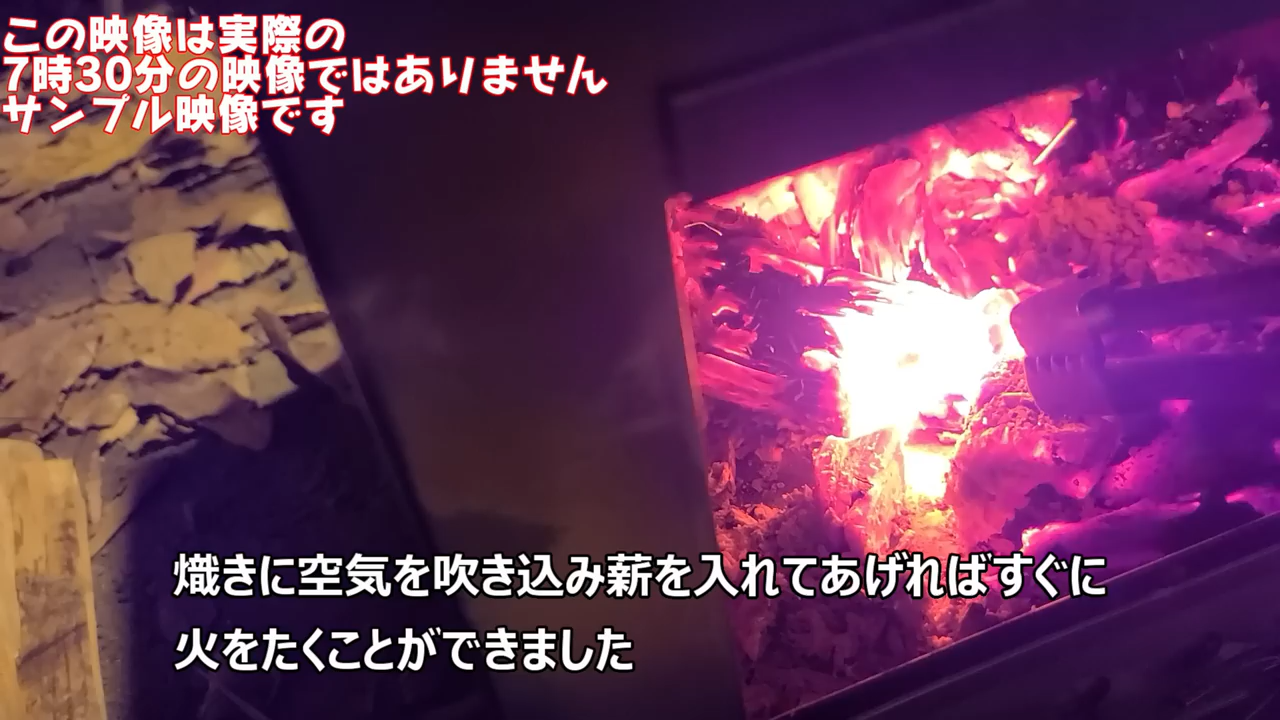 この映像は実際の
7時30分の映像ではありません
サンプル映像です
熾きに空気を吹き込み薪を入れてあげればすぐに
火をたくことができました